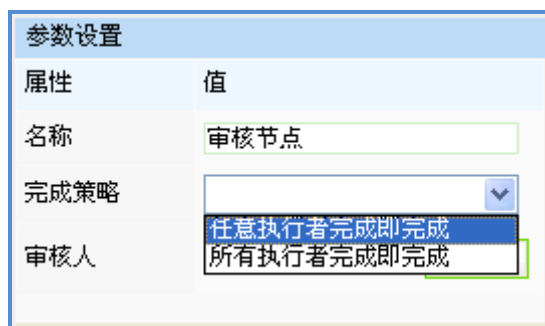 参数设置
属性 值
名称 审核节点
完成策略
任意执行者完成即完成
审核人 所有执行者完成即完成